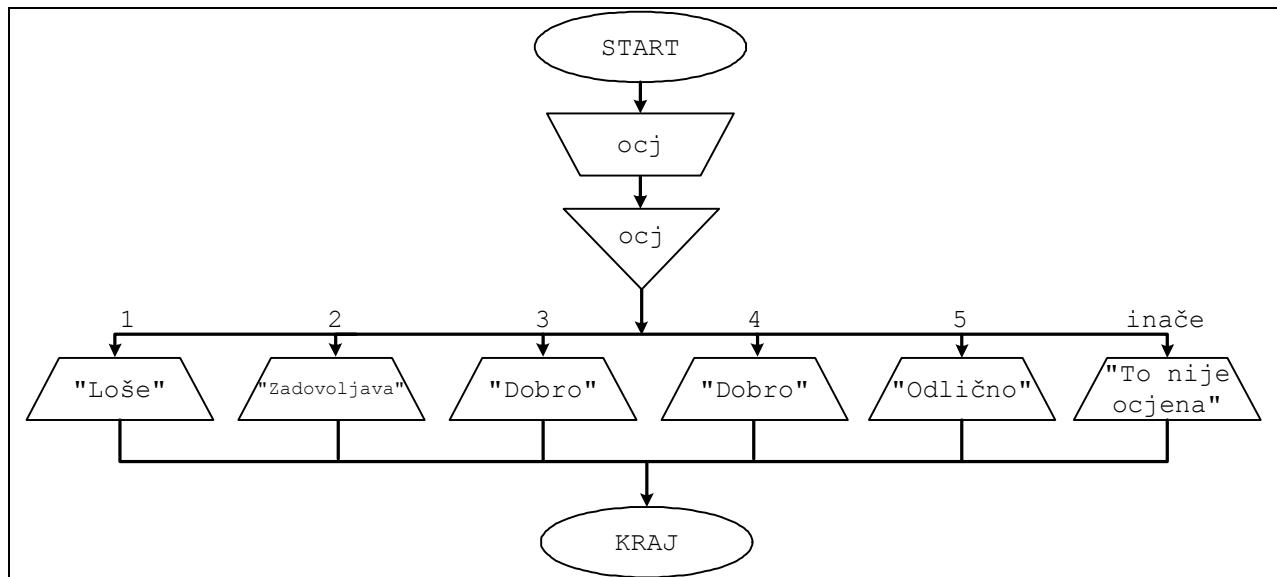 START
ocj
ocj
1 2 3 4 5 inače
"Loše" "Zadovoljava" "Dobro" "Dobro" "Odlično" "To nije
ocjena"
KRAJ